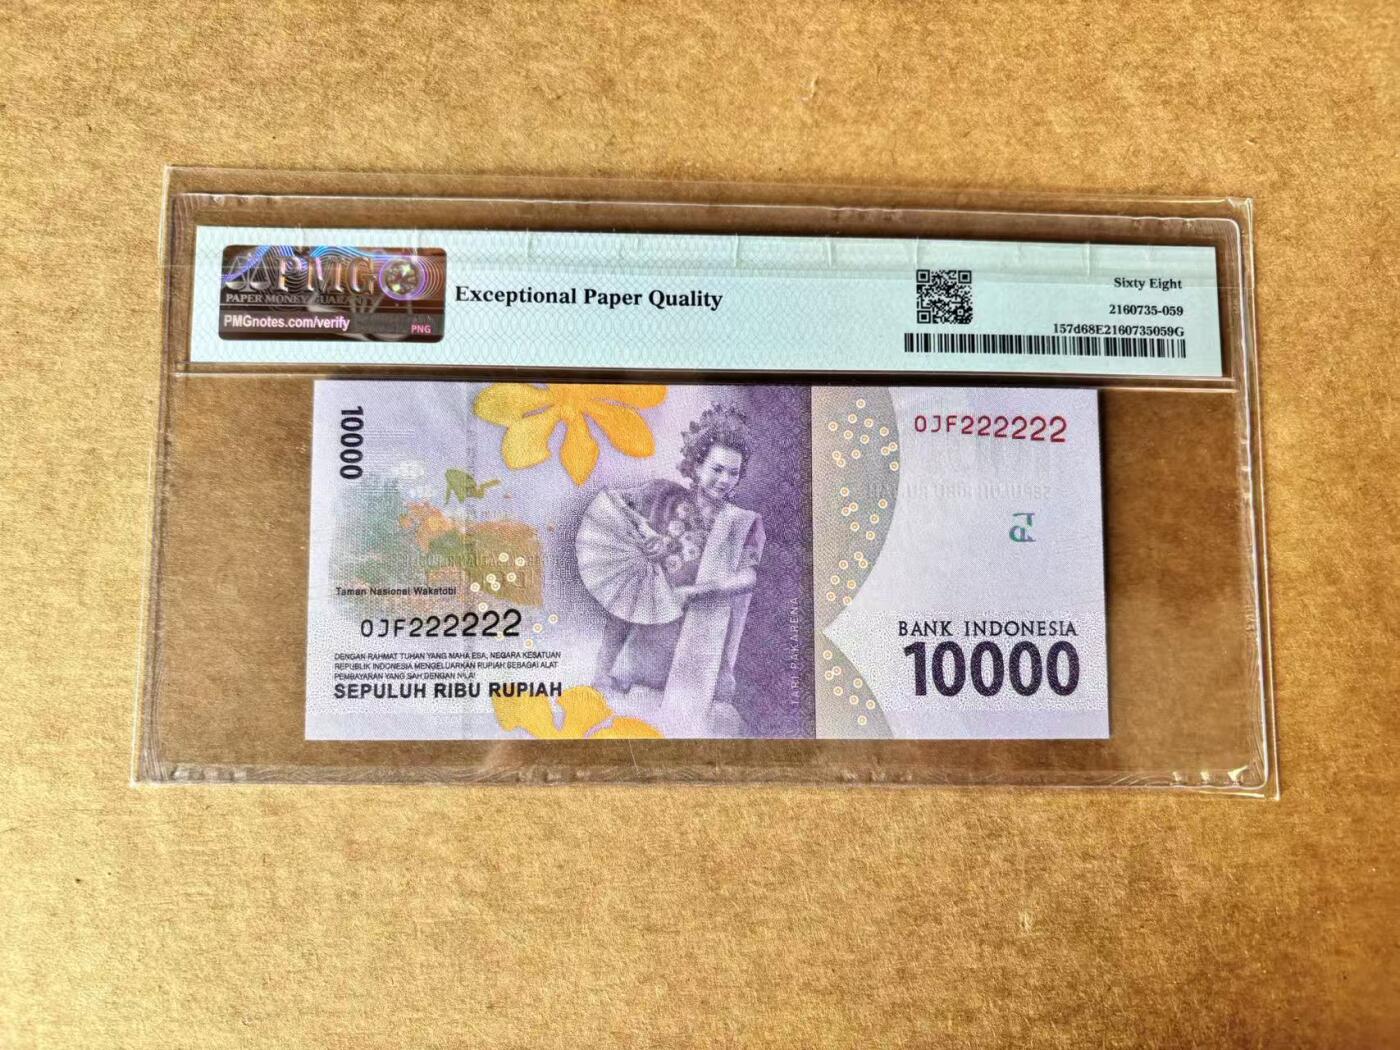 PMG
PAPER MONEY GUARANTY
PMGnotes.com/verify
PNG
Exceptional Paper Quality
Sixty Eight
2160735-059
157d68E2160735059G
10000
OJF222222
Taman Nasional Wakatobi
OJF222222
DENGAN RAHMAT TUHAN YANG MAHA ESA, NEGARA KESATUAN
REPUBLIK INDONESIA MENGELUARKAN RUPIAH SEBAGAI ALAT
PEMBAYARAN YANG SAH DENGAN NILAI
SEPULUH RIBU RUPIAH
TARI PAKARENA
BANK INDONESIA
10000